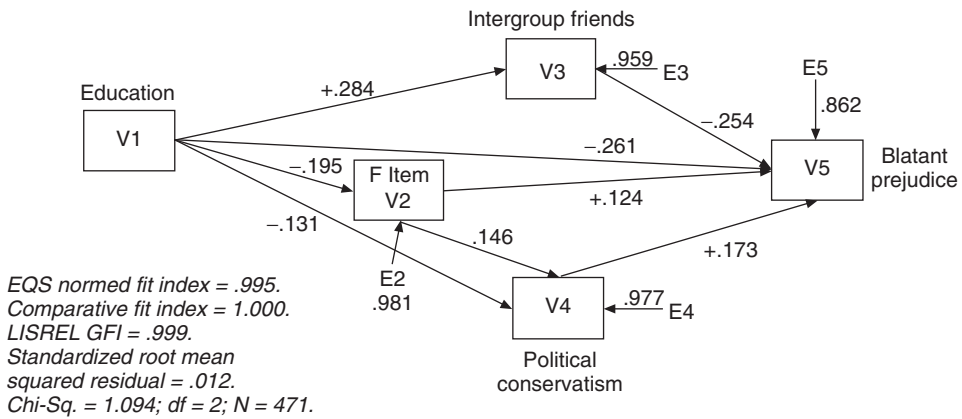 Intergroup friends
V3
.959
E3
E5
.862
Education
V1
+.284
−.254
−.261
V5
Blatant
prejudice
−.195
F Item
V2
+.124
−.131
.146
+.173
E2
.981
V4
.977
E4
Political
conservatism
EQS normed fit index = .995.
Comparative fit index = 1.000.
LISREL GFI = .999.
Standardized root mean
squared residual = .012.
Chi-Sq. = 1.094; df = 2; N = 471.